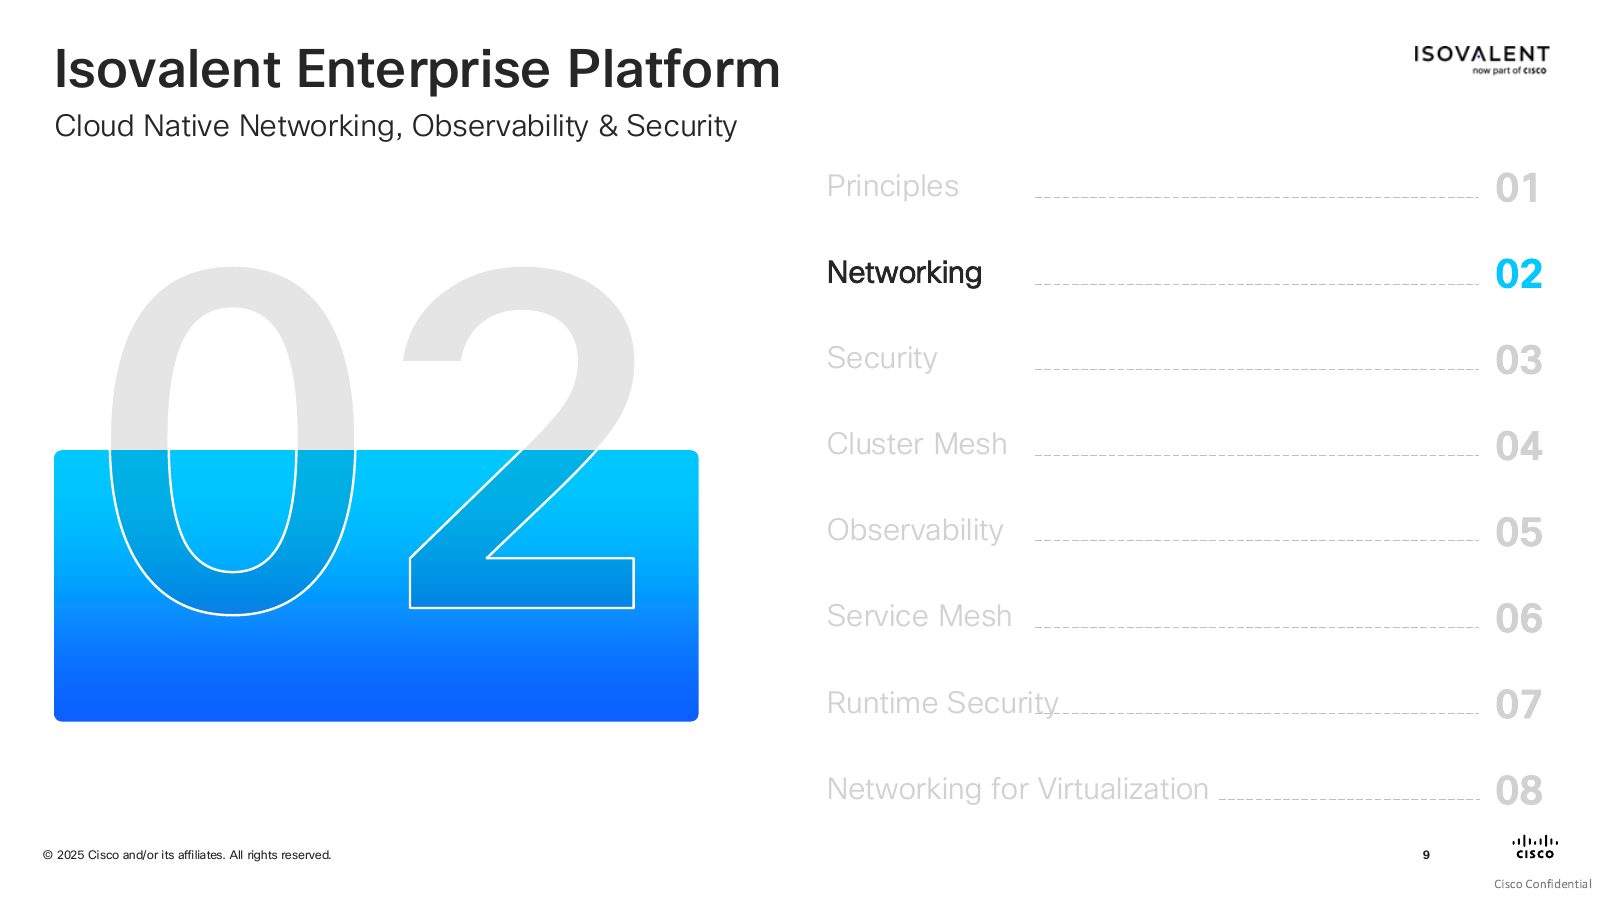 Isovalent Enterprise Platform
Cloud Native Networking, Observability & Security
ISOVALENT
now part of CISCO
02
Principles 01
Networking 02
Security 03
Cluster Mesh 04
Observability 05
Service Mesh 06
Runtime Security 07
Networking for Virtualization 08
© 2025 Cisco and/or its affiliates. All rights reserved.
9
CISCO
Cisco Confidential